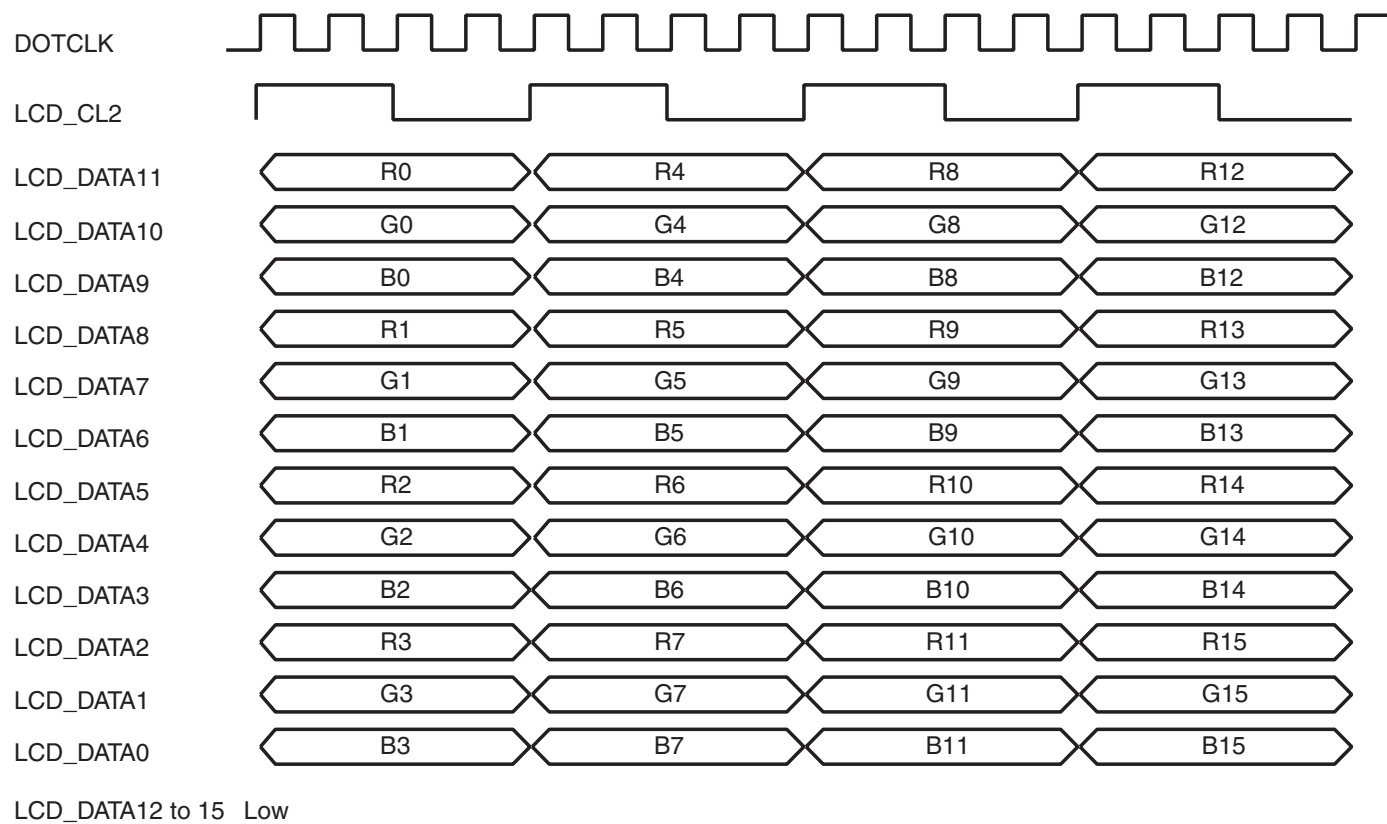 DOTCLK
LCD_CL2
LCD_DATA11 R0 R4 R8 R12
LCD_DATA10 G0 G4 G8 G12
LCD_DATA9 B0 B4 B8 B12
LCD_DATA8 R1 R5 R9 R13
LCD_DATA7 G1 G5 G9 G13
LCD_DATA6 B1 B5 B9 B13
LCD_DATA5 R2 R6 R10 R14
LCD_DATA4 G2 G6 G10 G14
LCD_DATA3 B2 B6 B10 B14
LCD_DATA2 R3 R7 R11 R15
LCD_DATA1 G3 G7 G11 G15
LCD_DATA0 B3 B7 B11 B15
LCD_DATA12 to 15 Low